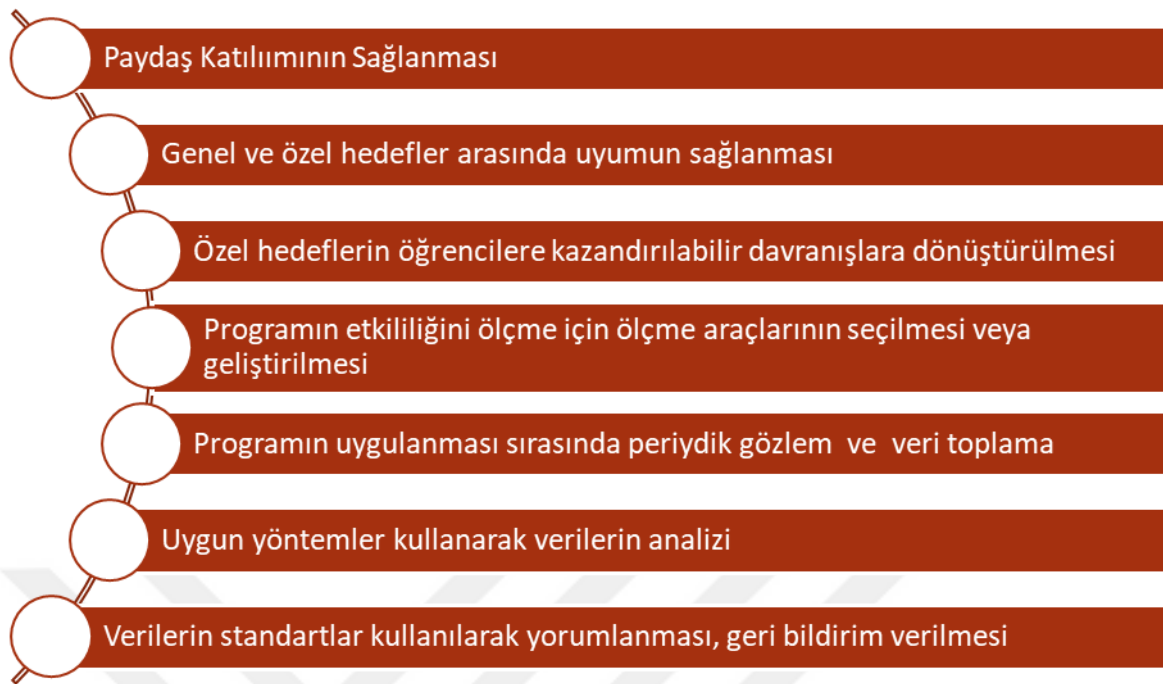 Paydaş Katılıımının Sağlanması
Genel ve özel hedefler arasında uyumun sağlanması
Özel hedeflerin öğrencilere kazandırılabilir davranışlara dönüştürülmesi
Programın etkililiğini ölçme için ölçme araçlarının seçilmesi veya
geliştirilmesi
Programın uygulanması sırasında periydik gözlem ve veri toplama
Uygun yöntemler kullanarak verilerin analizi
Verilerin standartlar kullanılarak yorumlanması, geri bildirim verilmesi